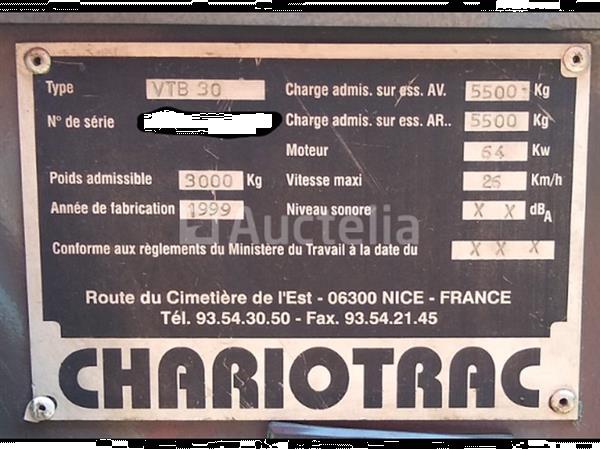 Type VTB 30 Charge admis. sur ess. AV. 5500 Kg
N° de série Charge admis. sur ess. AR.. 5500 Kg
Moteur 64 Kw
Poids admissible 3000 Kg Vitesse maxi 26 Km/h
Année de fabrication 1999 Niveau sonore X X dBA
Auctelia
Conforme aux règlements du Ministère du Travail à la date du X X X
Route du Cimetière de l'Est - 06300 NICE - FRANCE
Tél. 93.54.30.50 - Fax. 93.54.21.45
CHARIOTRAC